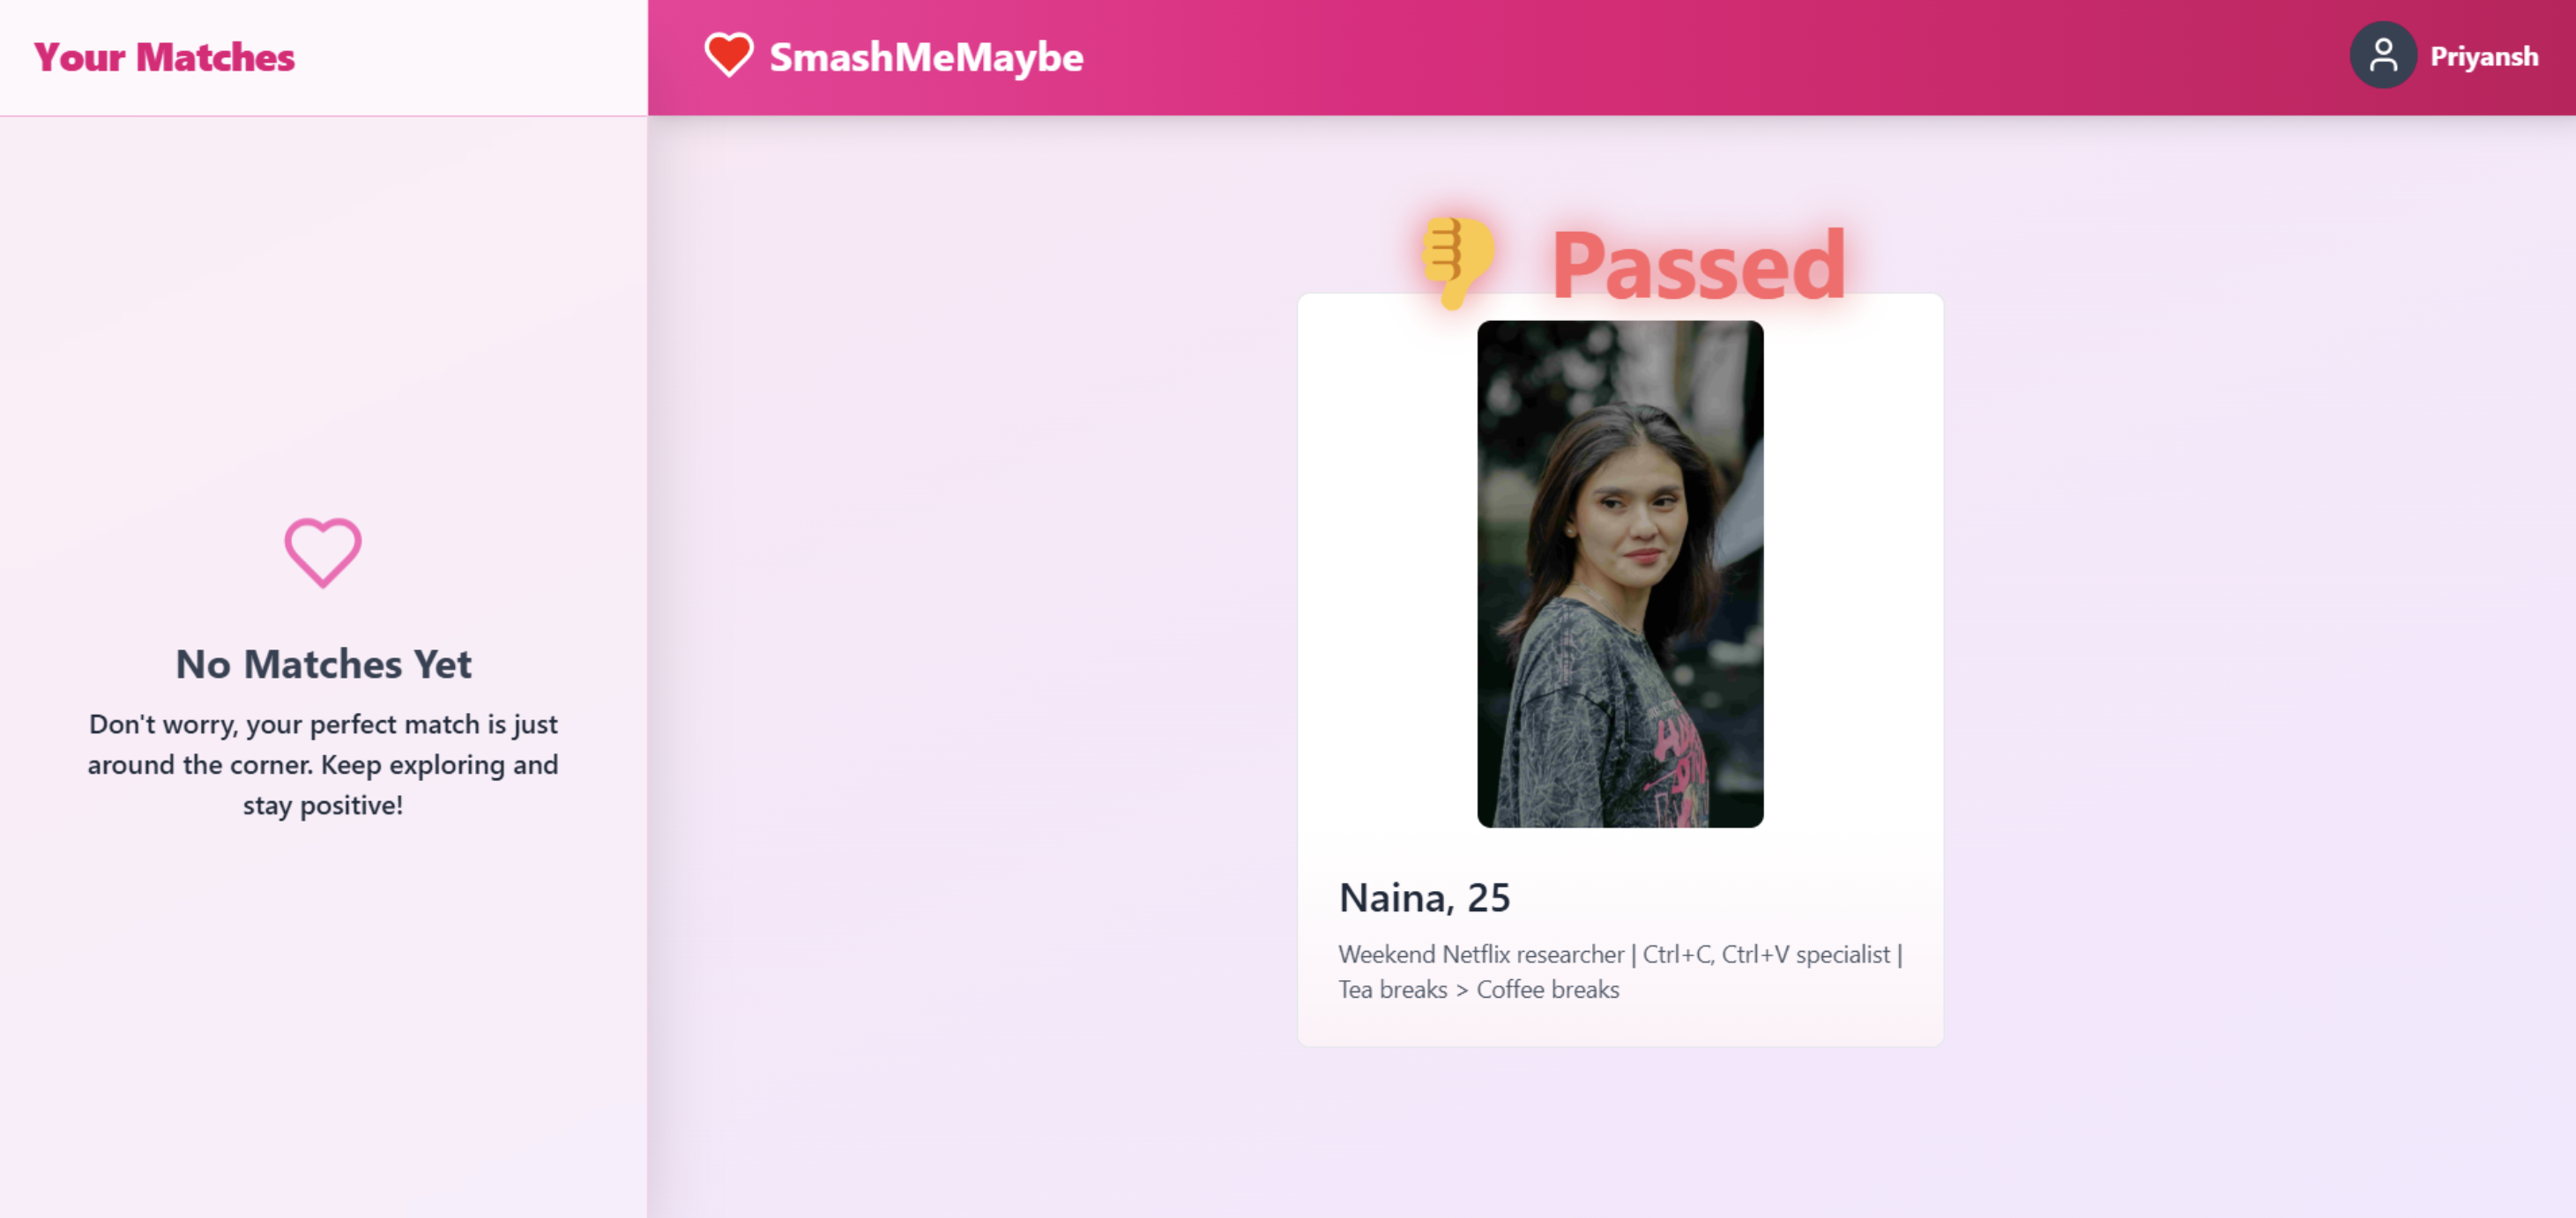 Your Matches
SmashMeMaybe
Priyansh
Passed
No Matches Yet
Don't worry, your perfect match is just
around the corner. Keep exploring and
stay positive!
Naina, 25
Weekend Netflix researcher | Ctrl+C, Ctrl+V specialist |
Tea breaks > Coffee breaks